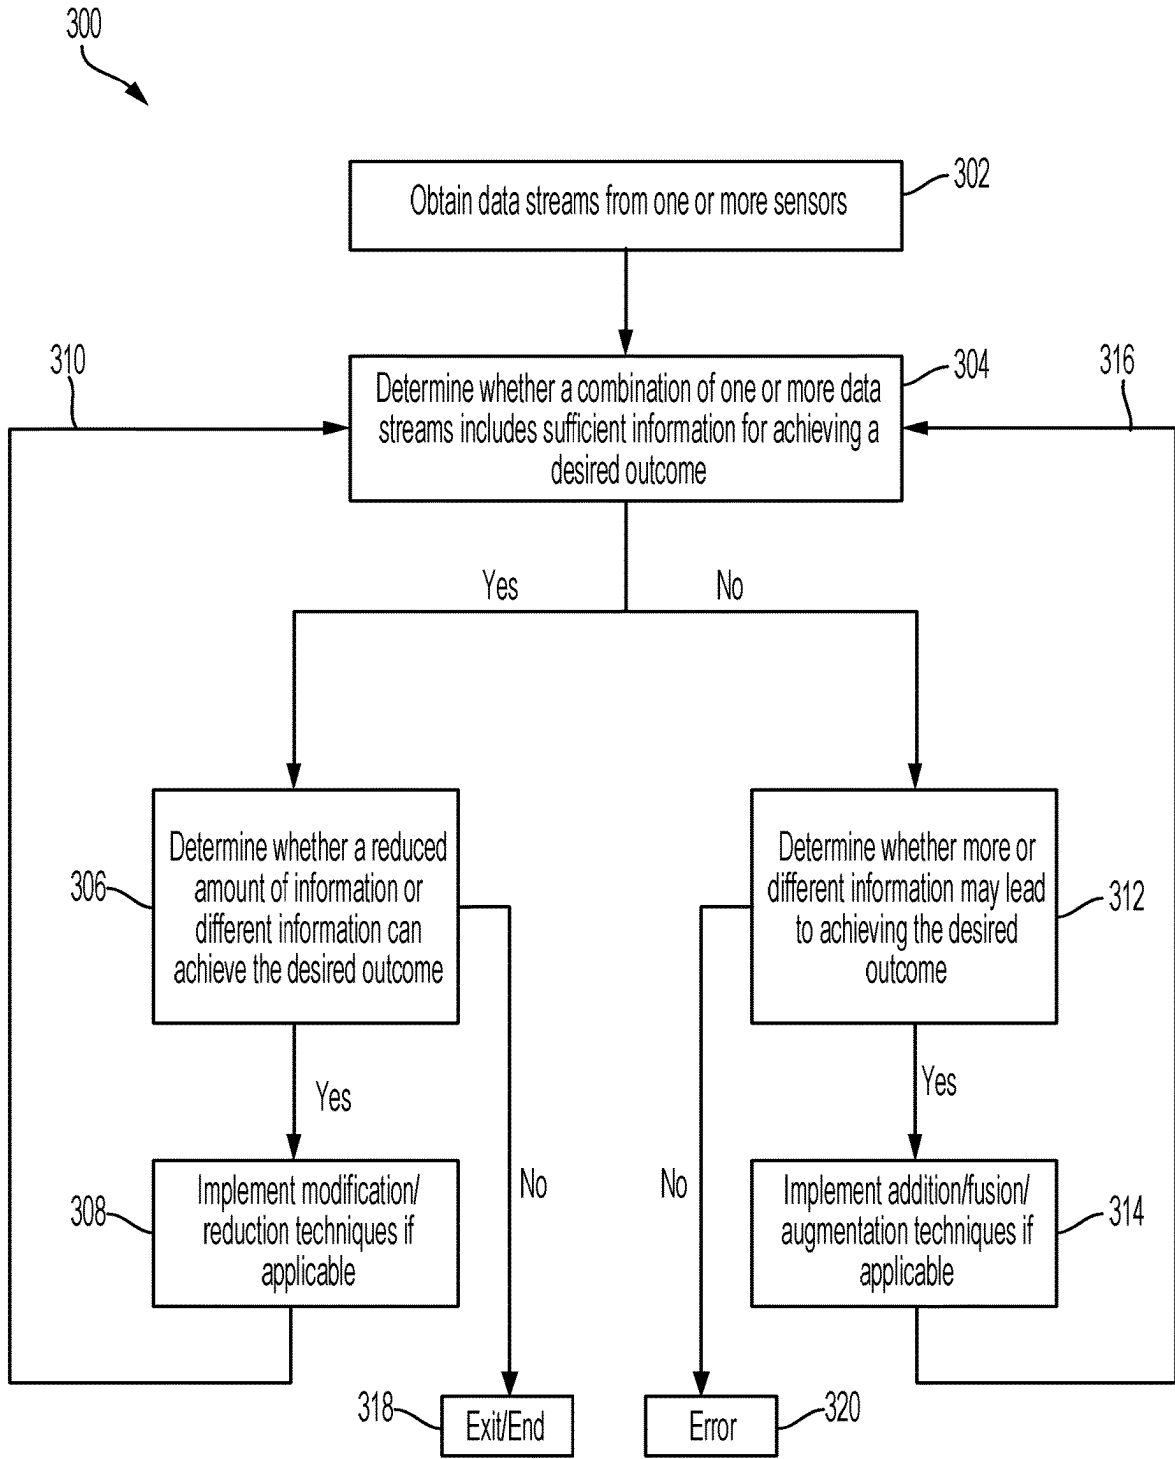 300
Obtain data streams from one or more sensors
302
310
Determine whether a combination of one or more data
streams includes sufficient information for achieving a
desired outcome
304
316
Yes
No
306
Determine whether a reduced
amount of information or
different information can
achieve the desired outcome
Determine whether more or
different information may lead
to achieving the desired
outcome
312
Yes
Yes
No
No
308
Implement modification/
reduction techniques if
applicable
Implement addition/fusion/
augmentation techniques if
applicable
314
318
Exit/End
Error
320